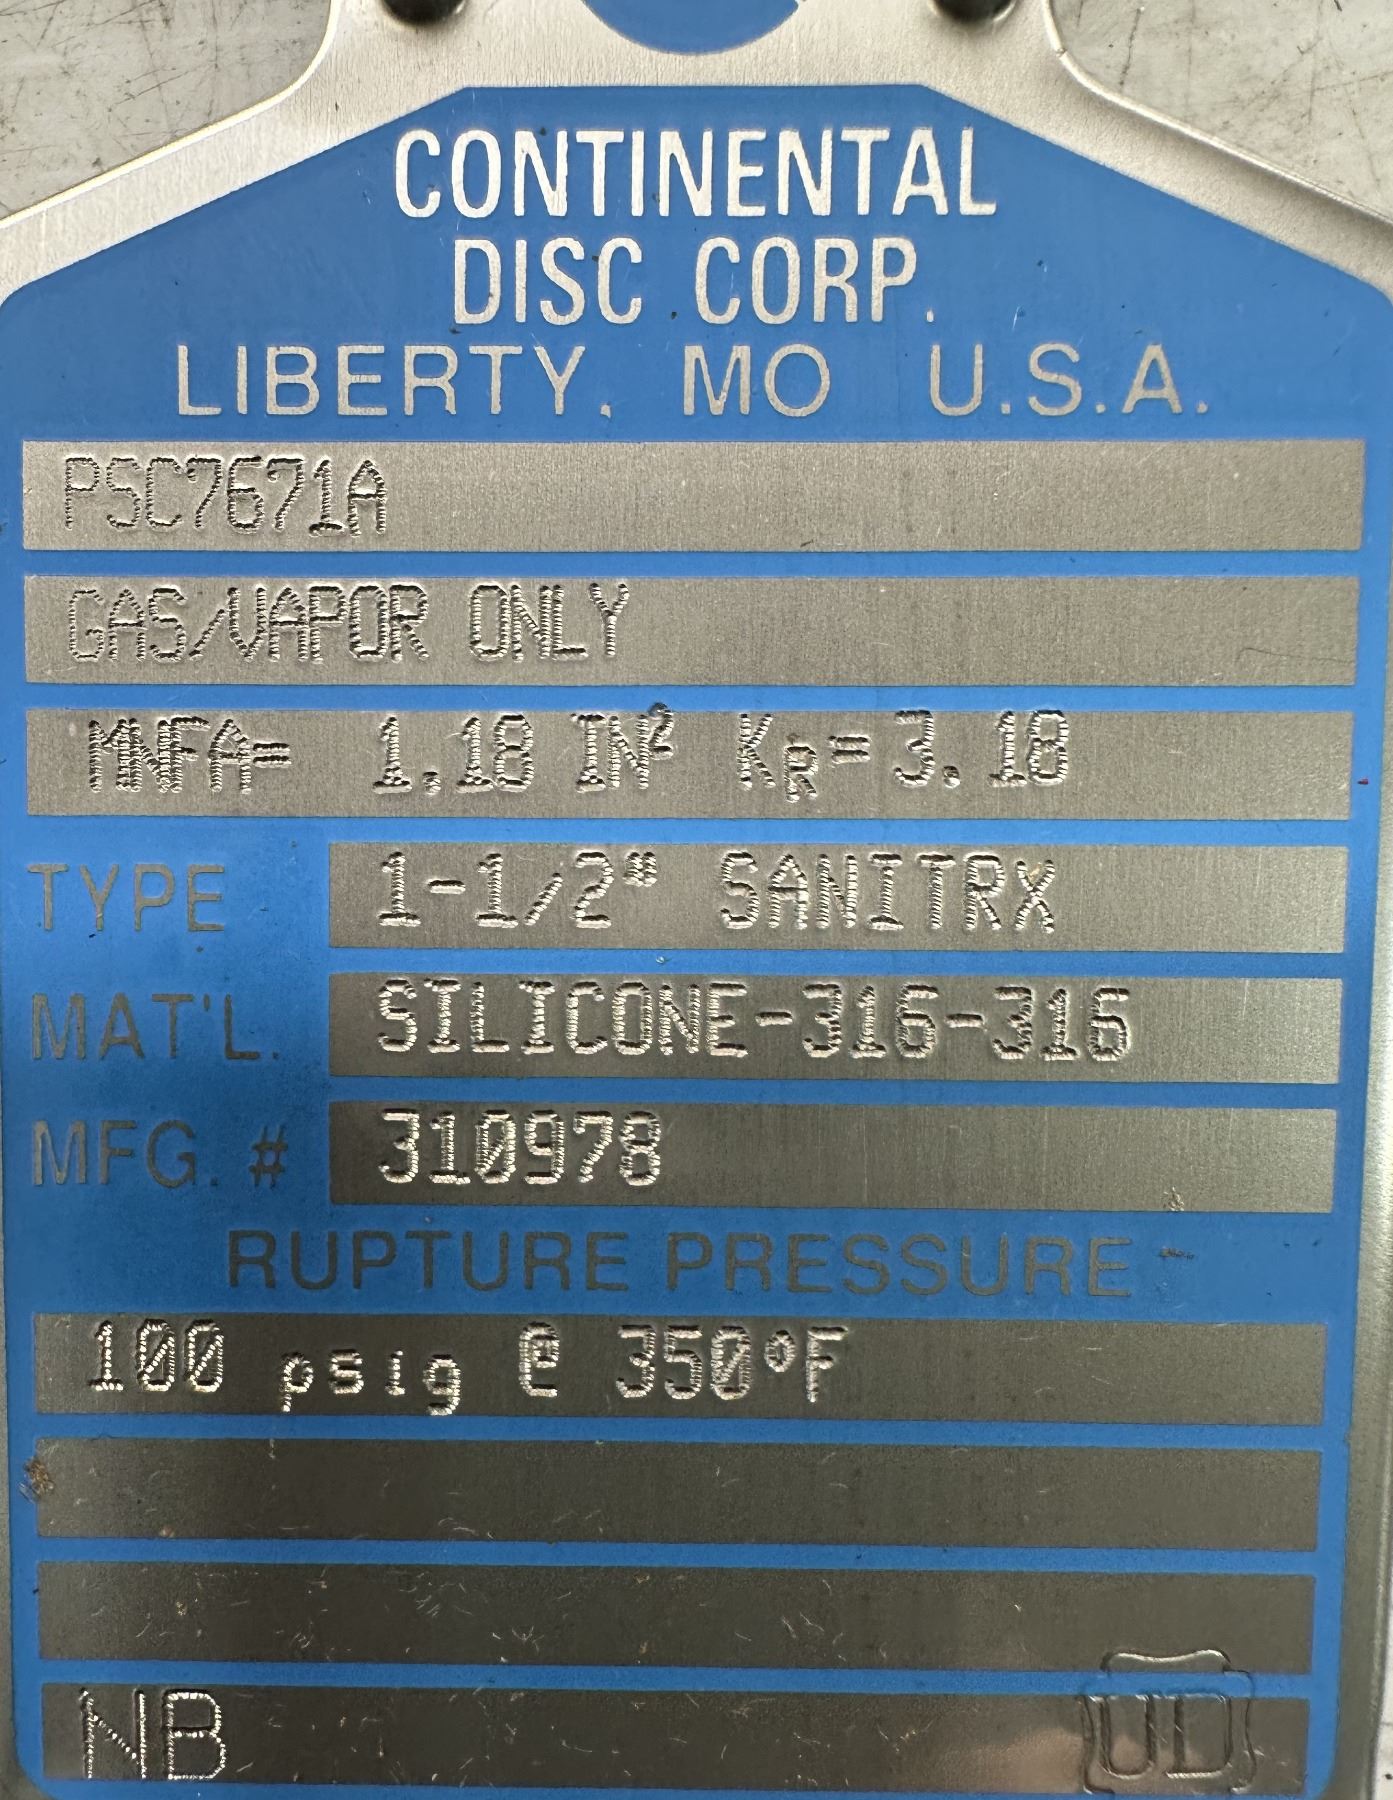 CONTINENTAL
DISC CORP.
LIBERTY, MO U.S.A.
PSC7671A
GAS/VAPOR ONLY
MNFA= 1.18 IN² KR=3.18
TYPE 1-1/2" SANITRX
MAT'L. SILICONE-316-316
MFG. # 310978
RUPTURE PRESSURE
100 psig @ 350°F
NB UD